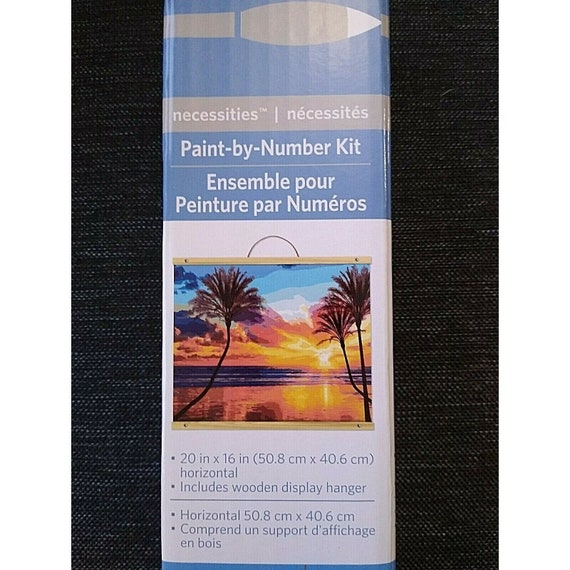 necessities™ | nécessités
Paint-by-Number Kit
Ensemble pour
Peinture par Numéros
• 20 in x 16 in (50.8 cm x 40.6 cm)
horizontal
• Includes wooden display hanger
• Horizontal 50.8 cm x 40.6 cm
• Comprend un support d'affichage
en bois